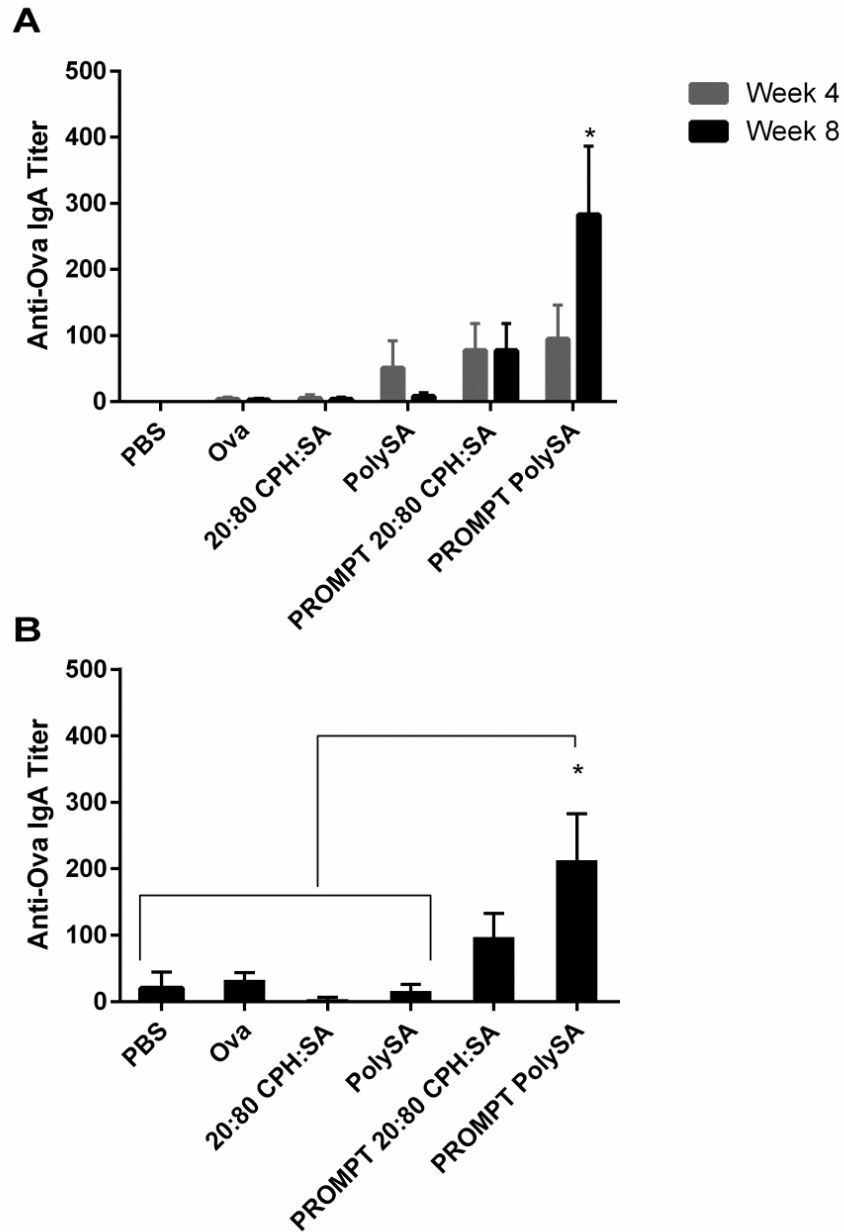 A
500
400
300
200
100
0
Anti-Ova IgA Titer
Week 4
Week 8
*
PBS
Ova
20:80 CPH:SA
PolySA
PROMPT 20:80 CPH:SA
PROMPT PolySA
B
500
400
300
200
100
0
Anti-Ova IgA Titer
*
PBS
Ova
20:80 CPH:SA
PolySA
PROMPT 20:80 CPH:SA
PROMPT PolySA